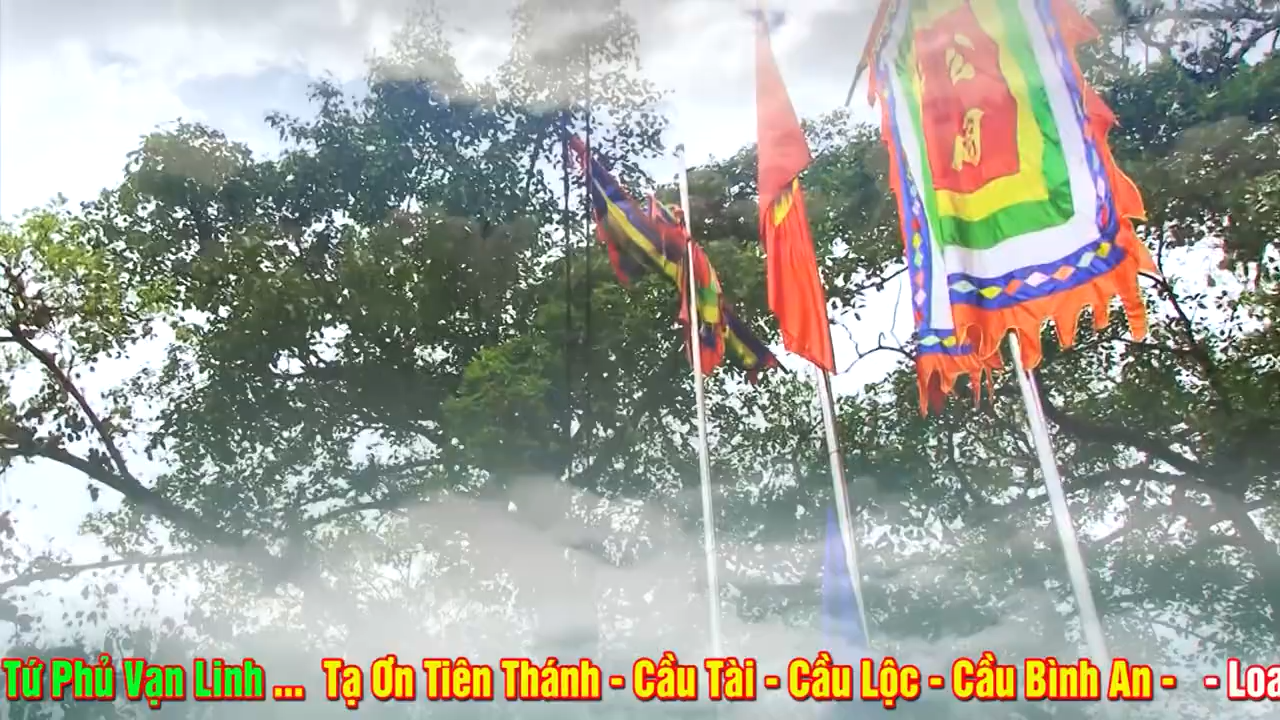 Tứ Phủ Vạn Linh ... Tạ Ơn Tiên Thánh - Cầu Tài - Cầu Lộc - Cầu Bình An - - Loa